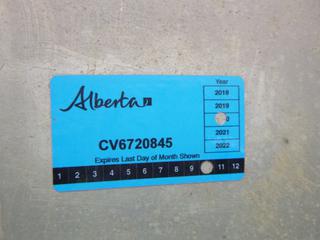 Alberta
Year
2018
2019
2021
2022
CV6720845
Expires Last Day of Month Shown
1 2 3 4 5 6 7 8 9 11 12